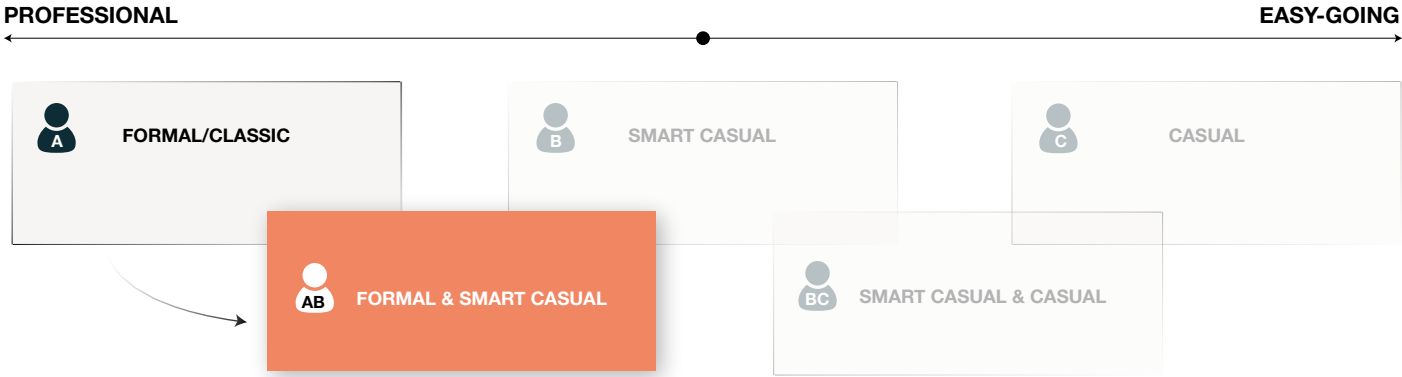 PROFESSIONAL
EASY-GOING
A
FORMAL/CLASSIC
B
SMART CASUAL
C
CASUAL
AB
FORMAL & SMART CASUAL
BC
SMART CASUAL & CASUAL